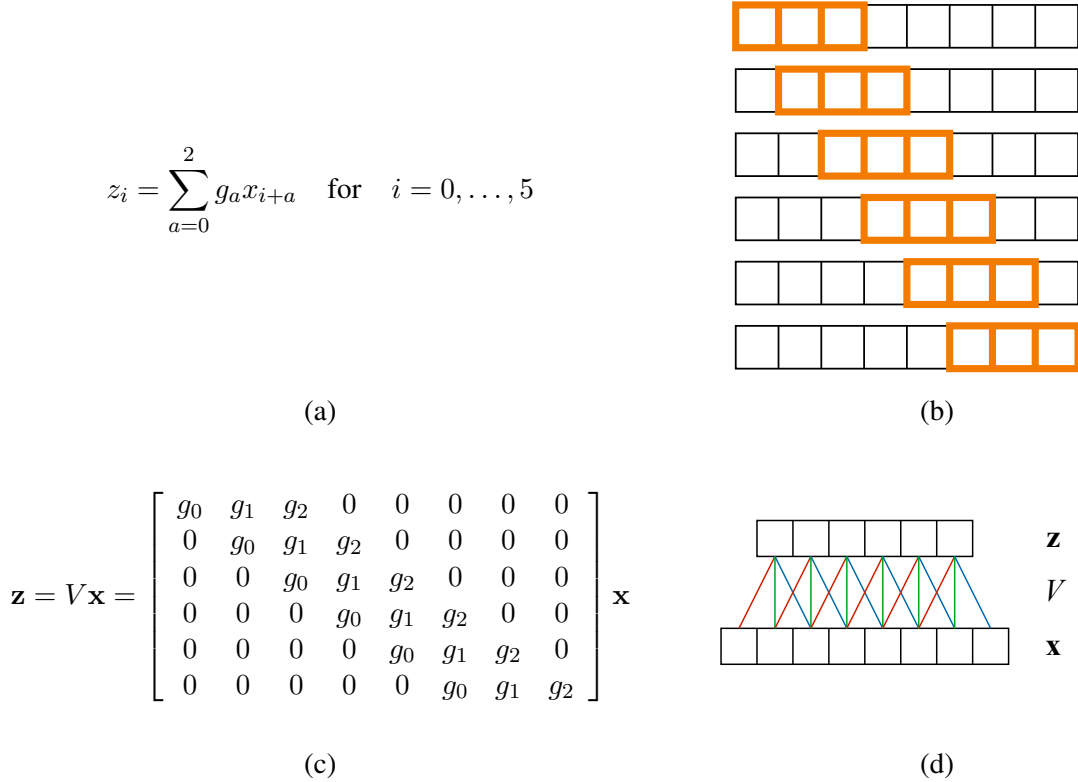 z_i = \sum_{a=0}^{2} g_a x_{i+a} for i = 0, . . . , 5
(a)
(b)
z = Vx = [
g_0 g_1 g_2 0 0 0 0 0
0 g_0 g_1 g_2 0 0 0 0
0 0 g_0 g_1 g_2 0 0 0
0 0 0 g_0 g_1 g_2 0 0
0 0 0 0 g_0 g_1 g_2 0
0 0 0 0 0 g_0 g_1 g_2
] x
z
V
x
(c)
(d)